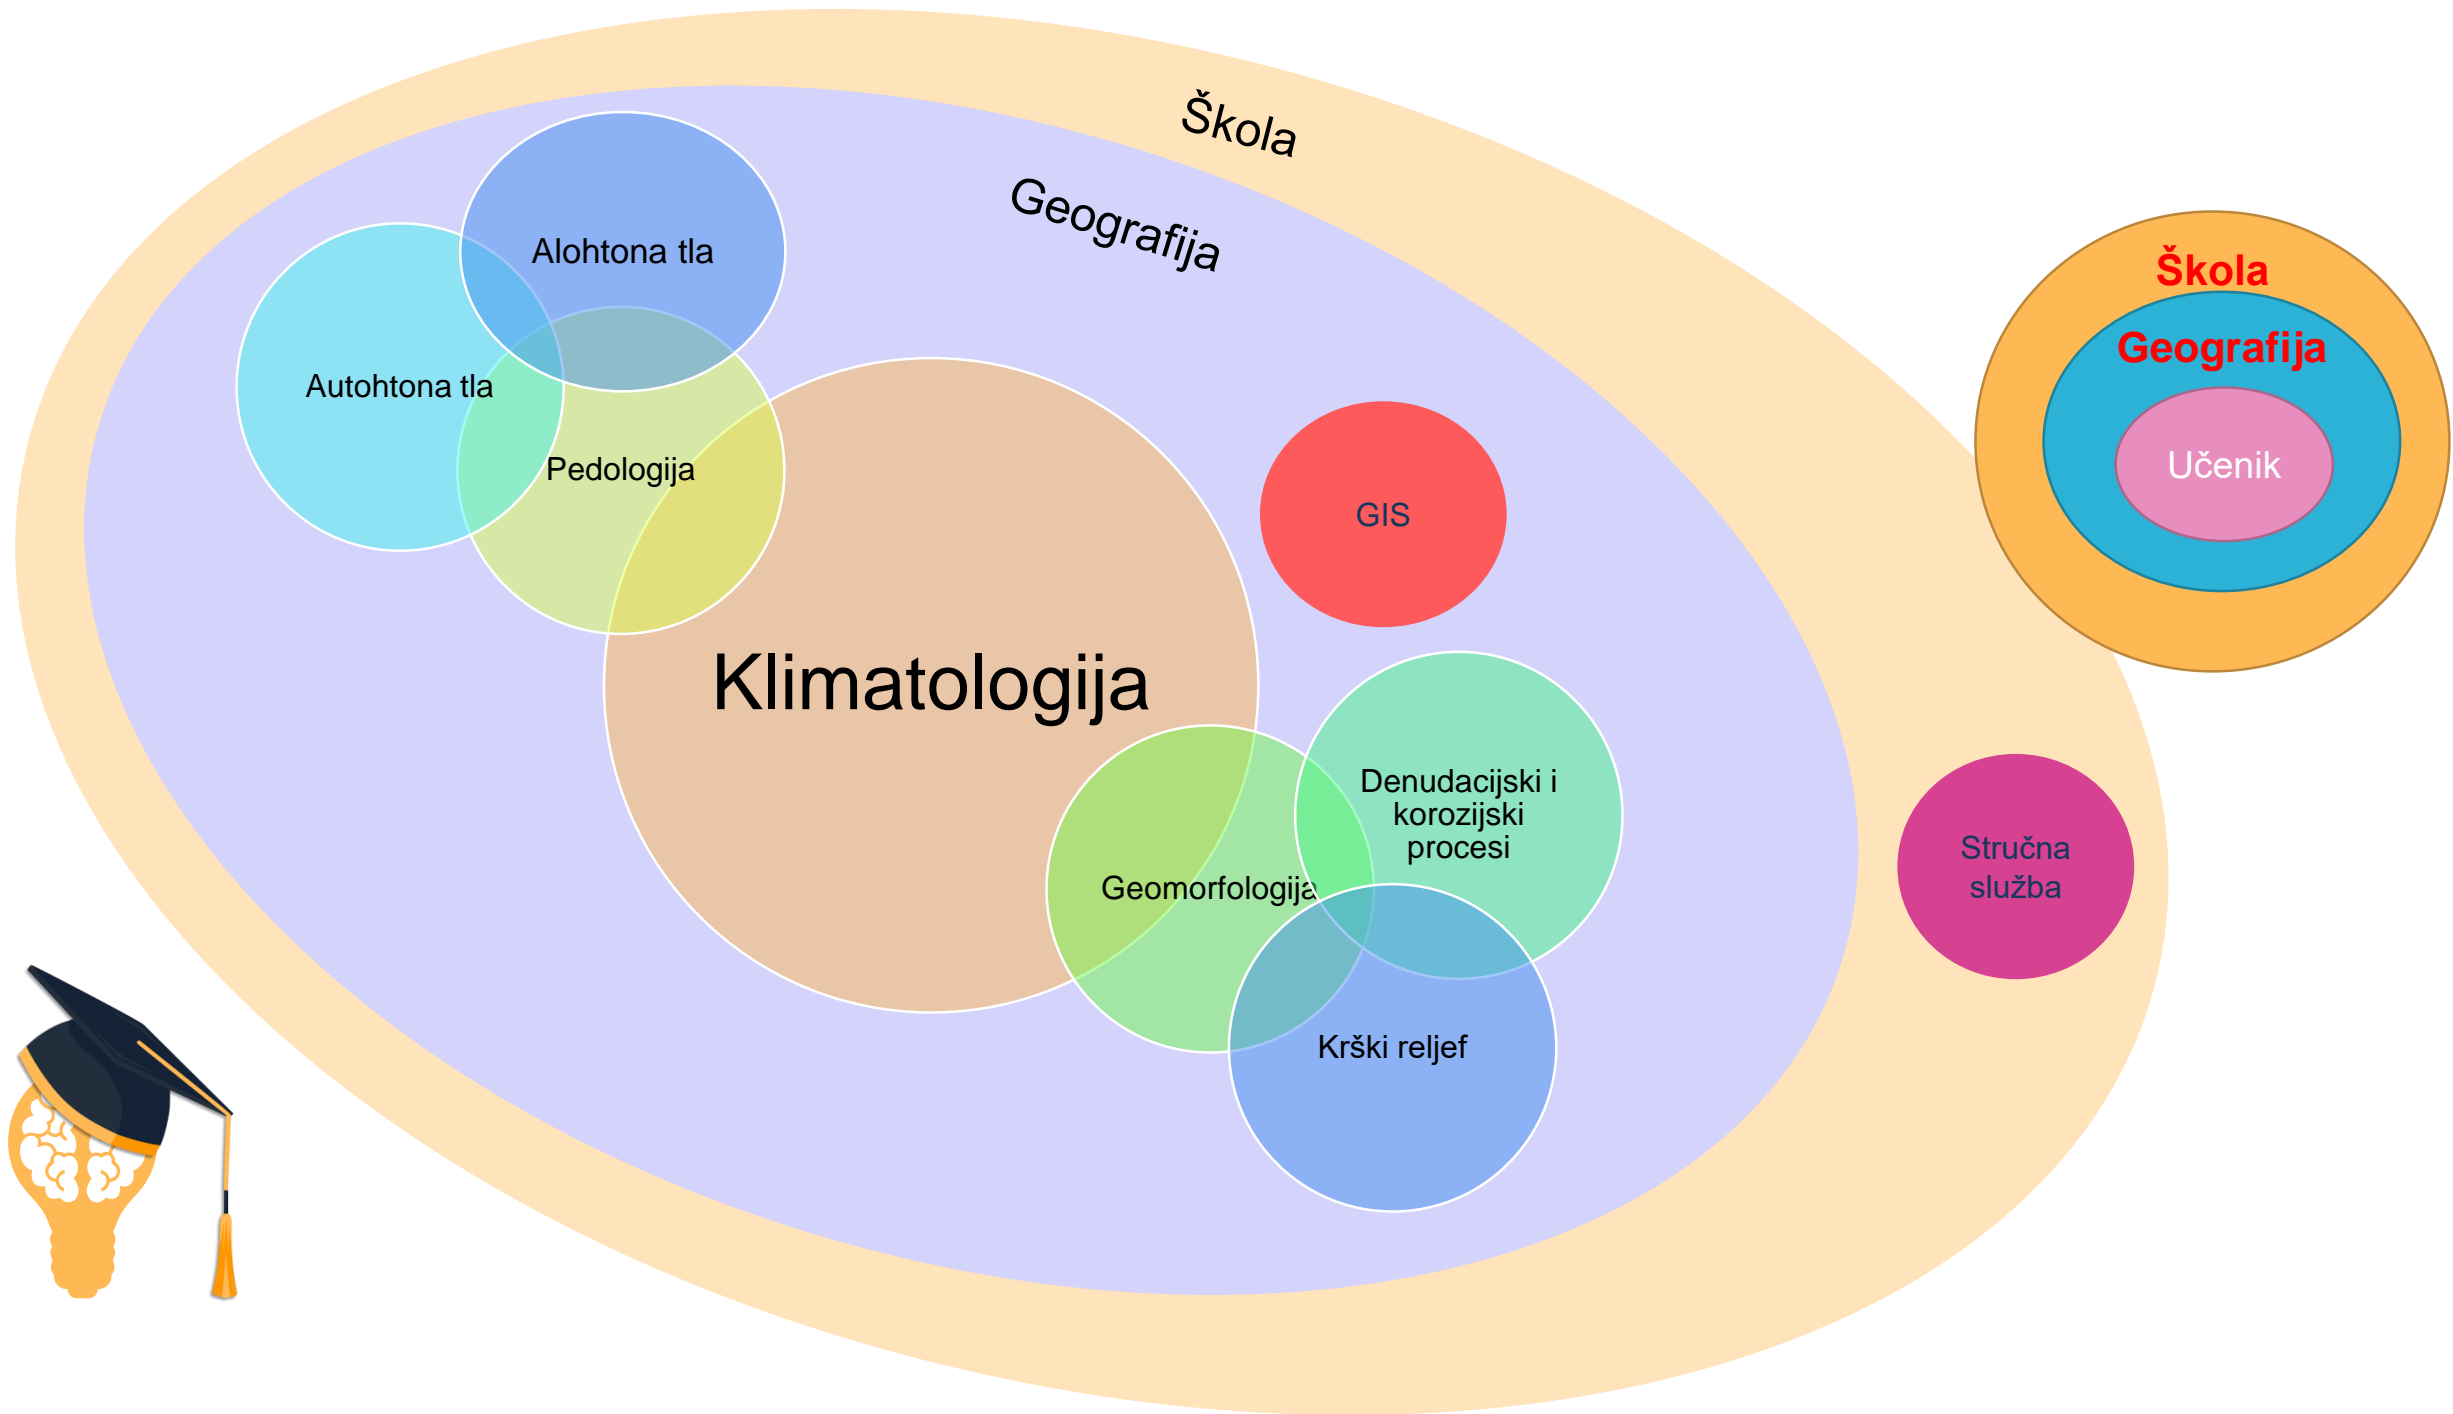 Škola
Geografija
Alohtona tla
Autohtona tla
Pedologija
Klimatologija
GIS
Denudacijski i
korozijski
procesi
Geomorfologija
Krški reljef
Škola
Geografija
Učenik
Stručna
služba